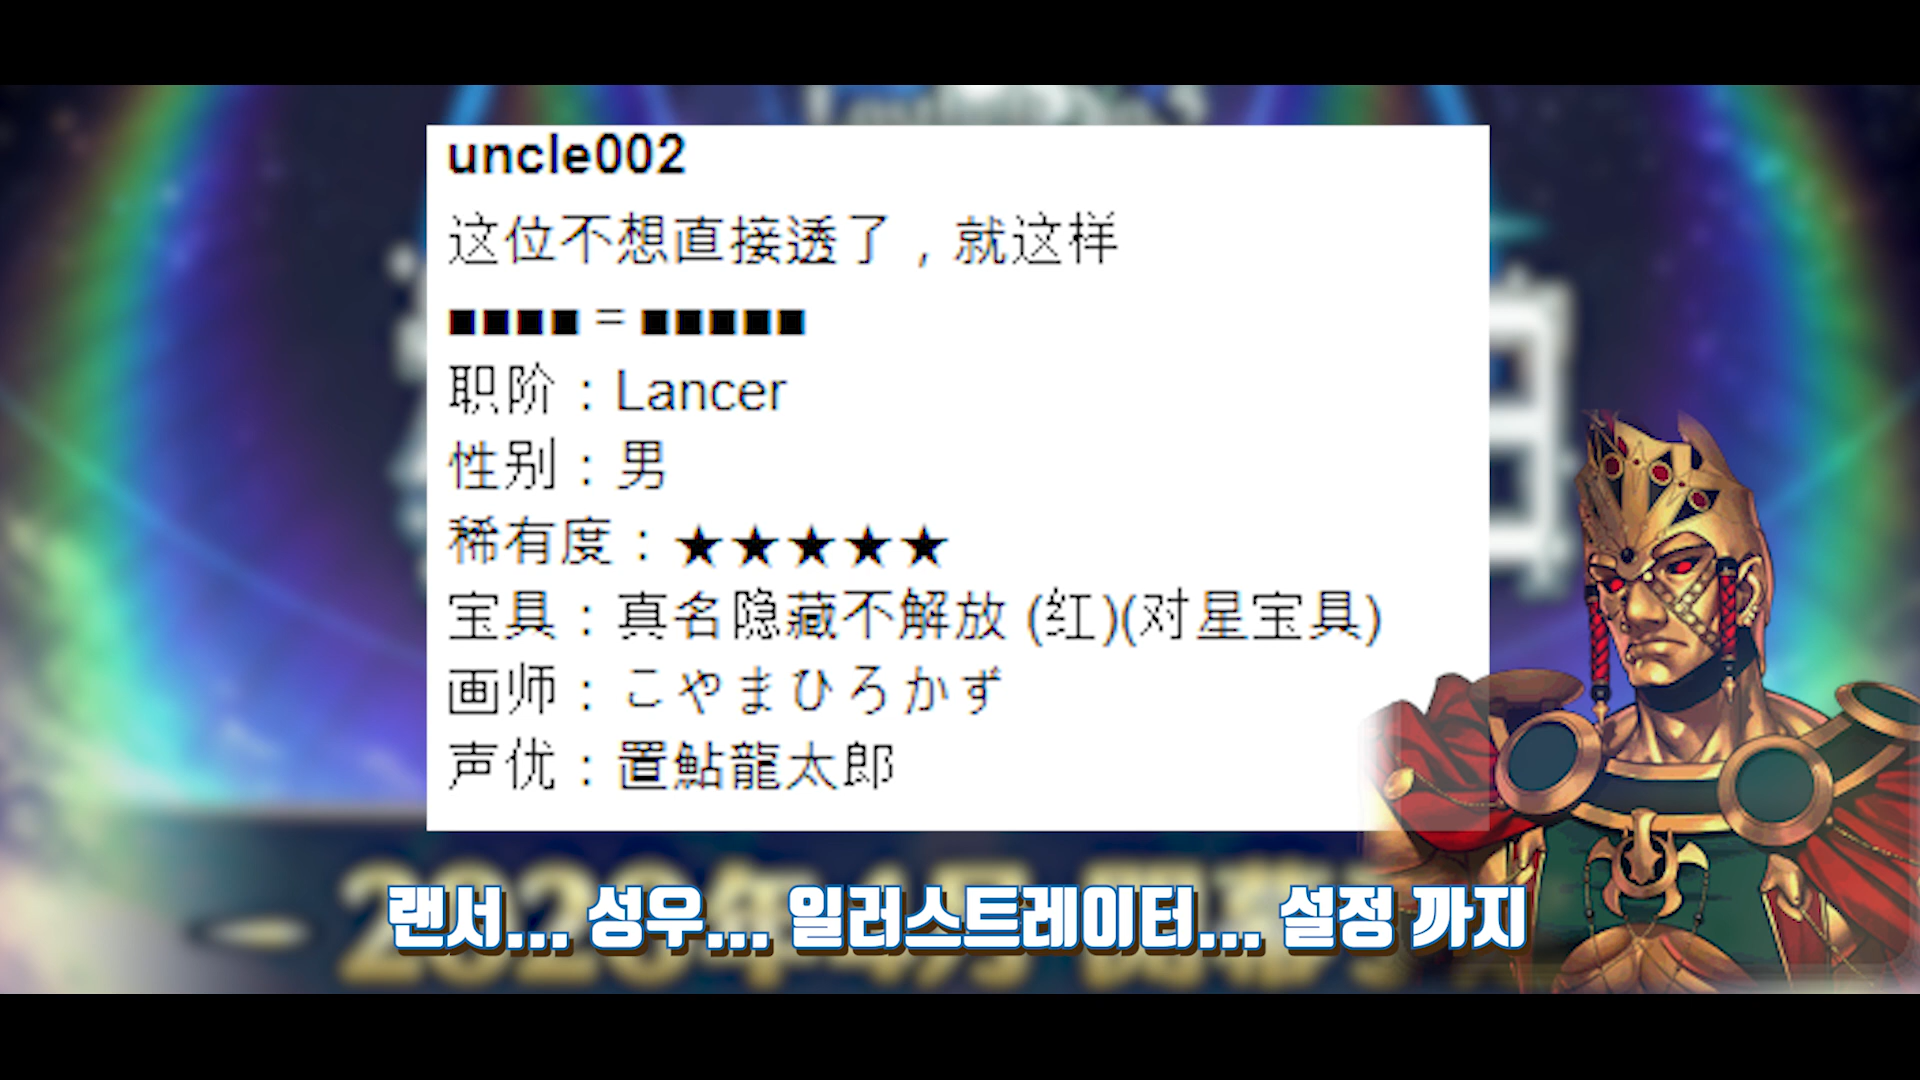 uncle002
这位不想直接透了，就这样
■■■■ = ■■■■■
职阶：Lancer
性别：男
稀有度：★★★★★
宝具：真名隐藏不解放 (红)(对星宝具)
画师：こやまひろかず
声优：置鮎龍太郎
랜서... 성우... 일러스트레이터... 설정 까지